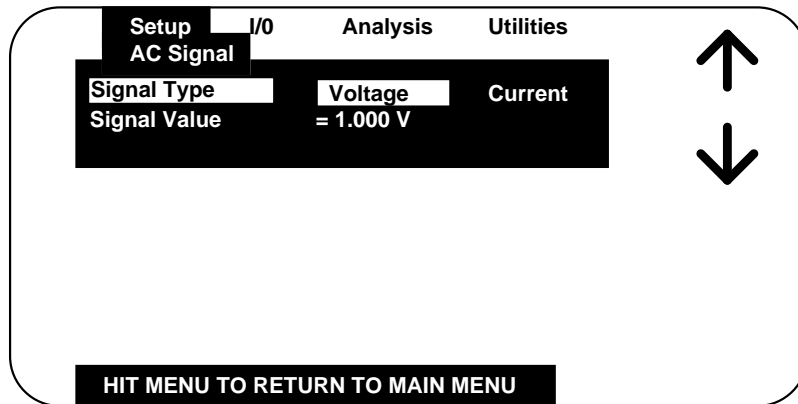 Setup I/0 Analysis Utilities
AC Signal
Signal Type Voltage Current
Signal Value = 1.000 V
HIT MENU TO RETURN TO MAIN MENU